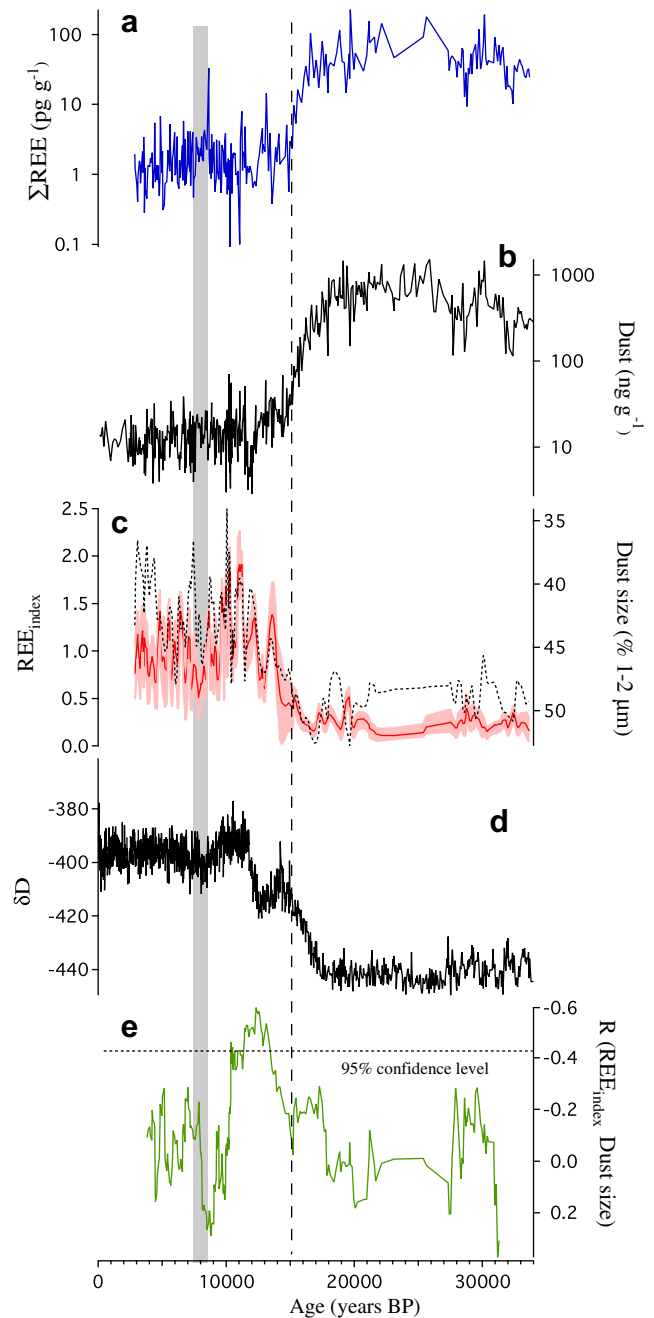 a
100
10
1
0.1
ΣREE (pg g⁻¹)
b
1000
100
10
Dust (ng g⁻¹)
c
2.5
2.0
1.5
1.0
0.5
0.0
REE_index
35
40
45
50
Dust size (% 1-2 μm)
d
-380
-400
-420
-440
δD
e
-0.6
-0.4
-0.2
0.0
0.2
R (REE_index Dust size)
95% confidence level
0 10000 20000 30000
Age (years BP)